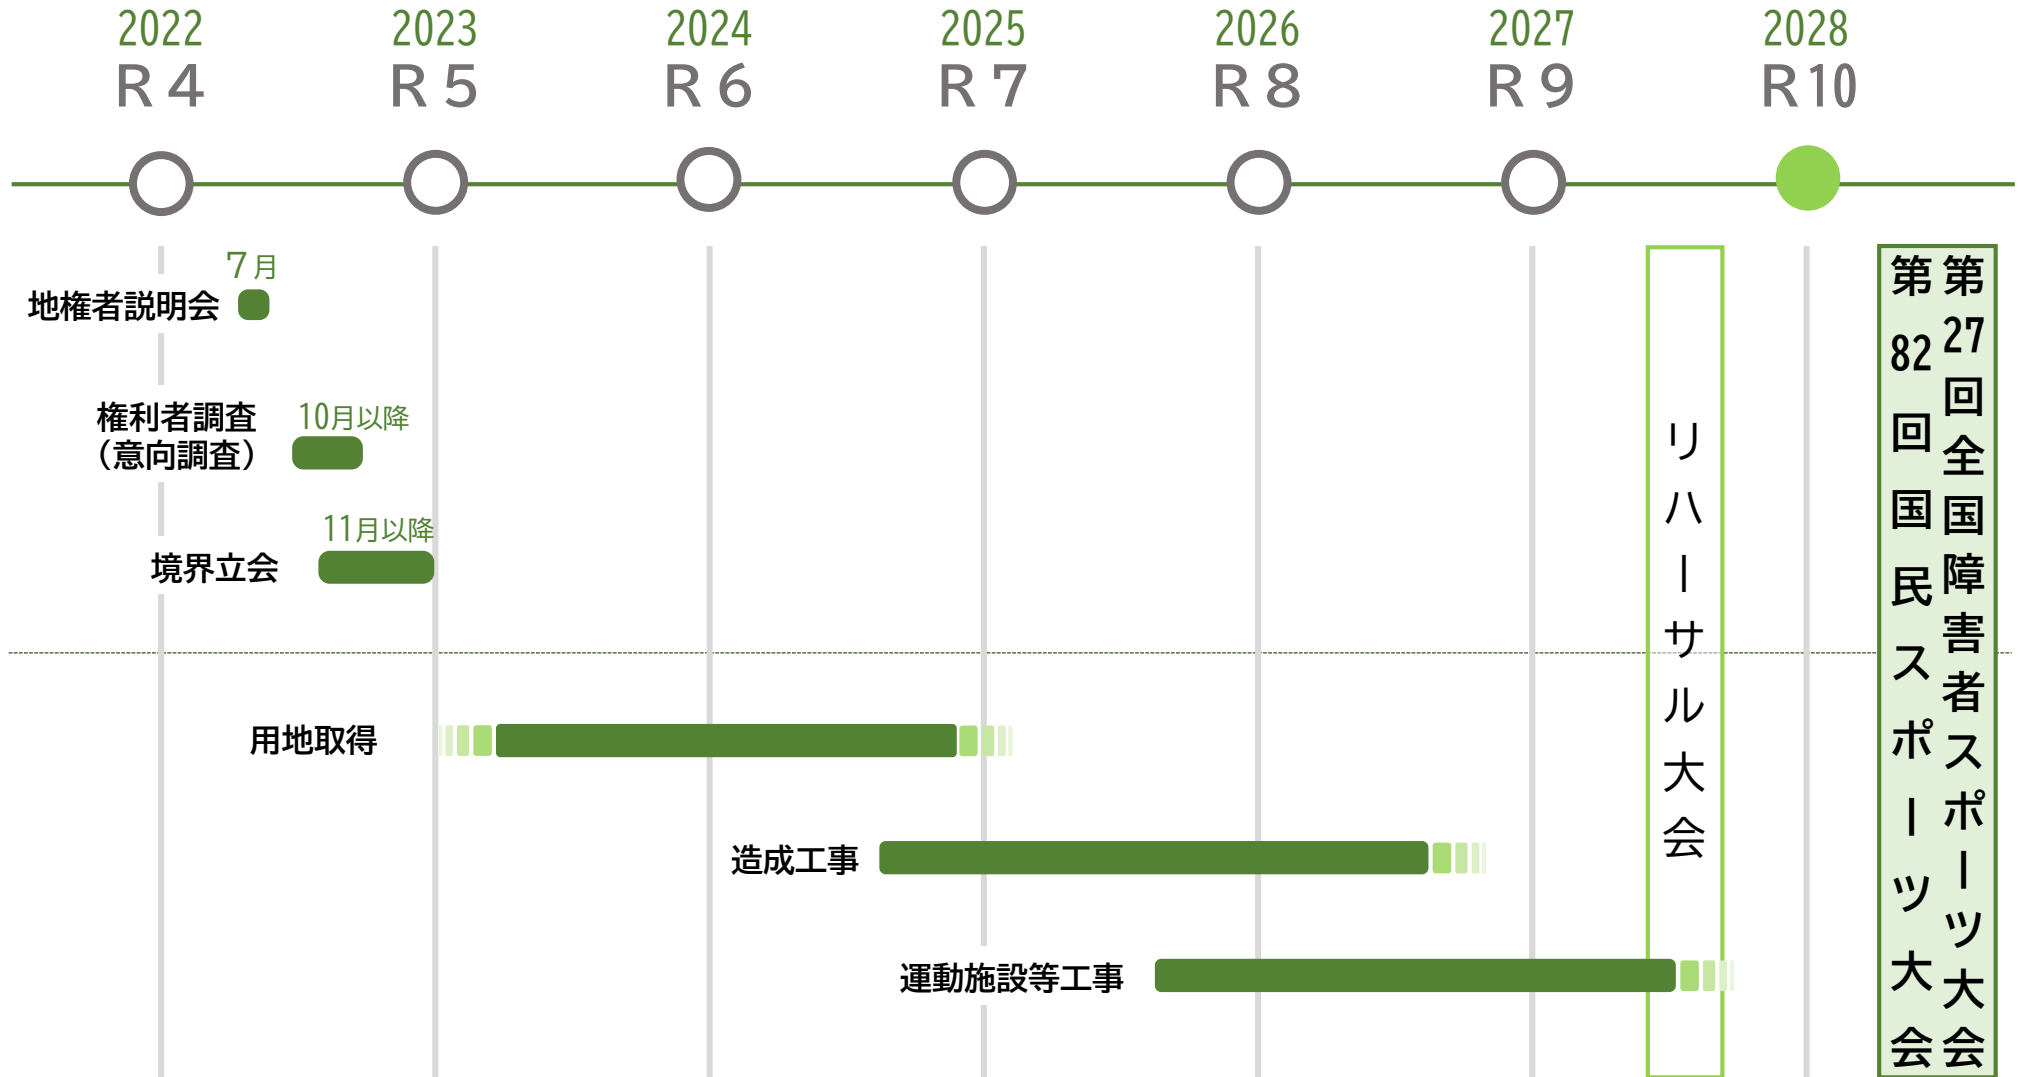 2022 2023 2024 2025 2026 2027 2028
R4 R5 R6 R7 R8 R9 R10
7月
地権者説明会
10月以降
権利者調査
（意向調査）
11月以降
境界立会
用地取得
造成工事
運動施設等工事
リハーサル大会
第27回全国障害者スポーツ大会
第82回国民スポーツ大会